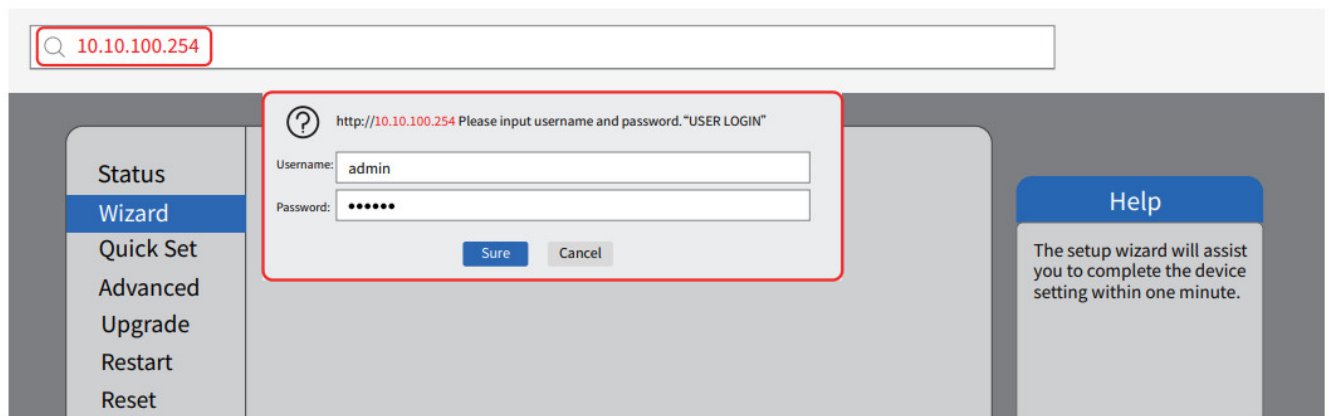 10.10.100.254
http://10.10.100.254 Please input username and password.“USER LOGIN”
Username: admin
Password: ••••••
Sure Cancel
Status
Wizard
Quick Set
Advanced
Upgrade
Restart
Reset
Help
The setup wizard will assist
you to complete the device
setting within one minute.